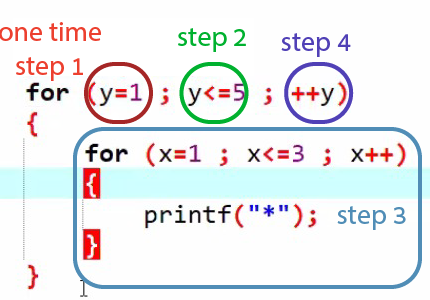 one time
step 1 step 2 step 4
for (y=1 ; y<=5 ; ++y)
{
for (x=1 ; x<=3 ; x++)
{
printf("*"); step 3
}
}